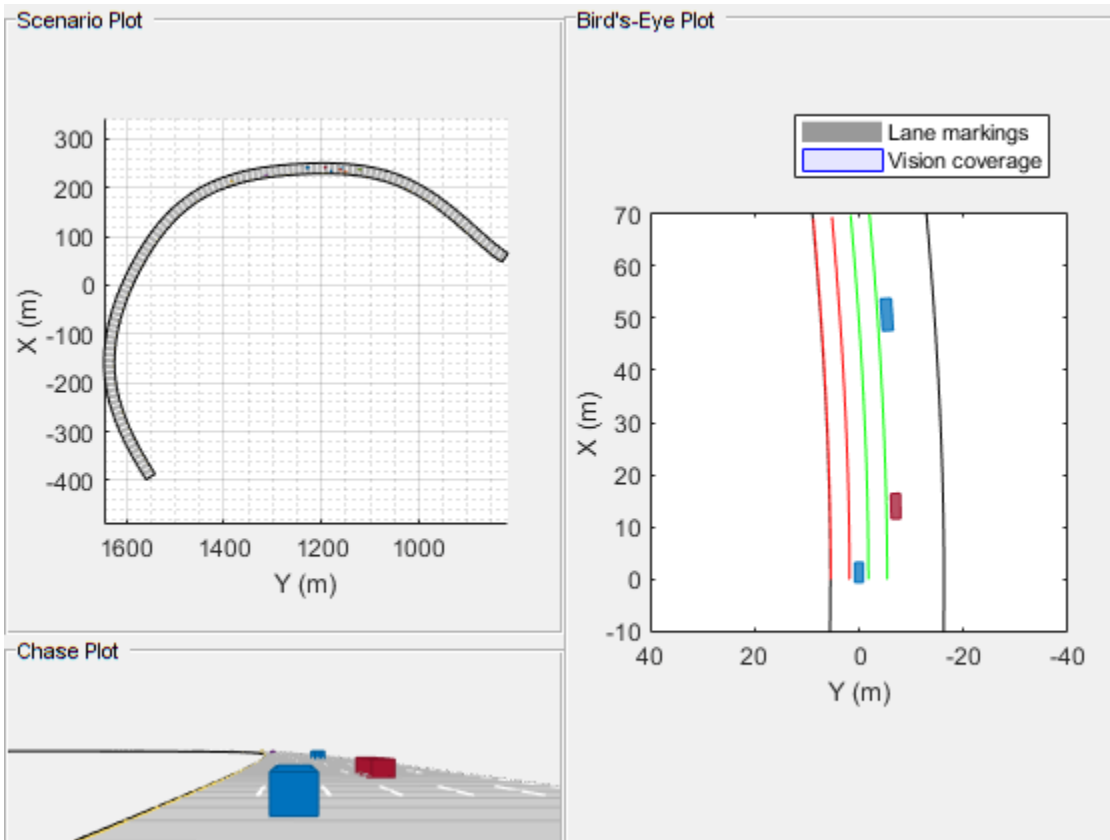 Scenario Plot
300
200
100
0
-100
-200
-300
-400
X (m)
1600
1400
1200
1000
Y (m)
Chase Plot
Bird's-Eye Plot
Lane markings
Vision coverage
70
60
50
40
30
20
10
0
-10
X (m)
40
20
0
-20
-40
Y (m)